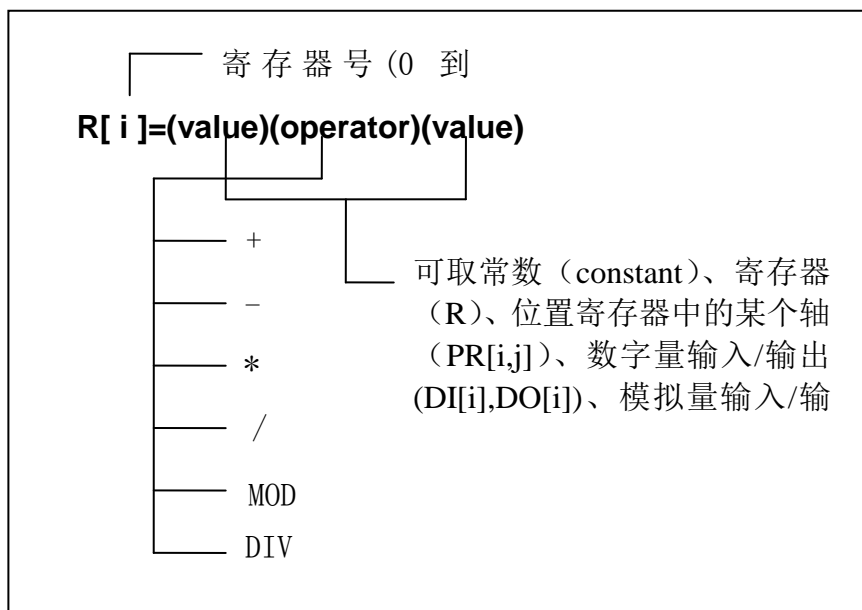 寄存器号(0 到
R[ i ]=(value)(operator)(value)
+
-
*
/
MOD
DIV
可取常数（constant）、寄存器
（R）、位置寄存器中的某个轴
（PR[i,j]）、数字量输入/输出
(DI[i],DO[i])、模拟量输入/输